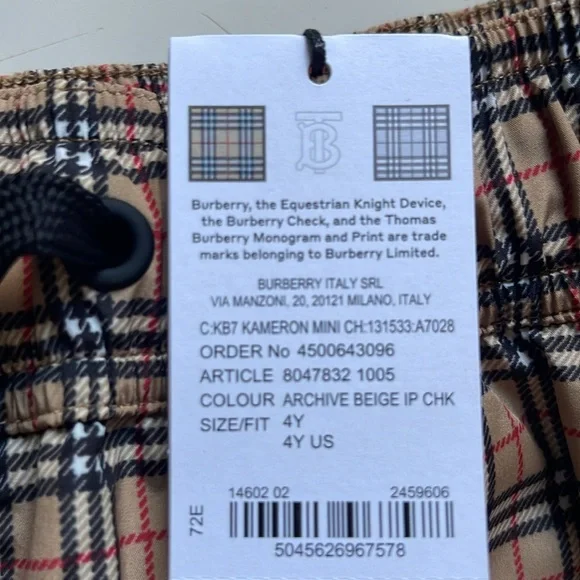 Burberry, the Equestrian Knight Device,
the Burberry Check, and the Thomas
Burberry Monogram and Print are trade
marks belonging to Burberry Limited.
BURBERRY ITALY SRL
VIA MANZONI, 20, 20121 MILANO, ITALY
C:KB7 KAMERON MINI CH:131533:A7028
ORDER No 4500643096
ARTICLE 8047832 1005
COLOUR ARCHIVE BEIGE IP CHK
SIZE/FIT 4Y
4Y US
72E
14602 02 2459606
5045626967578